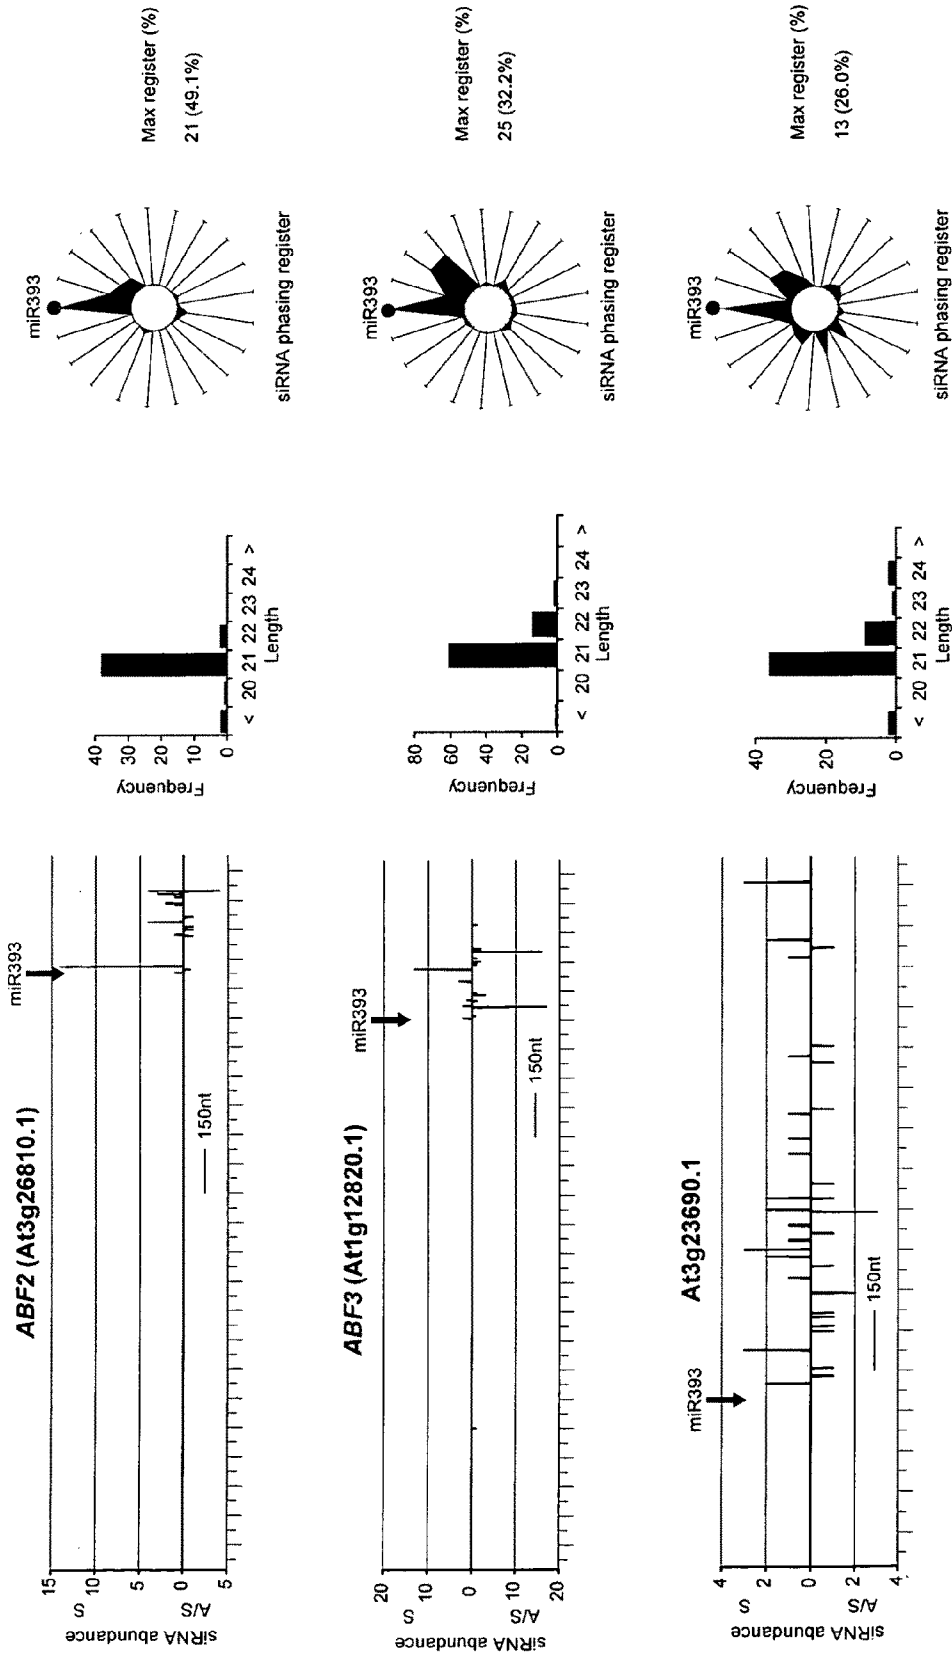 ABF2 (At3g26810.1)
miR393
siRNA abundance
A/S S
15
10
5
0
5
150nt
Frequency
40
30
20
10
0
< 20 21 22 23 24 >
Length
miR393
siRNA phasing register
Max register (%)
21 (49.1%)
ABF3 (At1g12820.1)
miR393
siRNA abundance
A/S S
20
10
0
10
20
150nt
Frequency
80
60
40
20
0
< 20 21 22 23 24 >
Length
miR393
siRNA phasing register
Max register (%)
25 (32.2%)
At3g23690.1
miR393
siRNA abundance
A/S S
4
2
0
2
4
150nt
Frequency
40
20
0
< 20 21 22 23 24 >
Length
miR393
siRNA phasing register
Max register (%)
13 (26.0%)